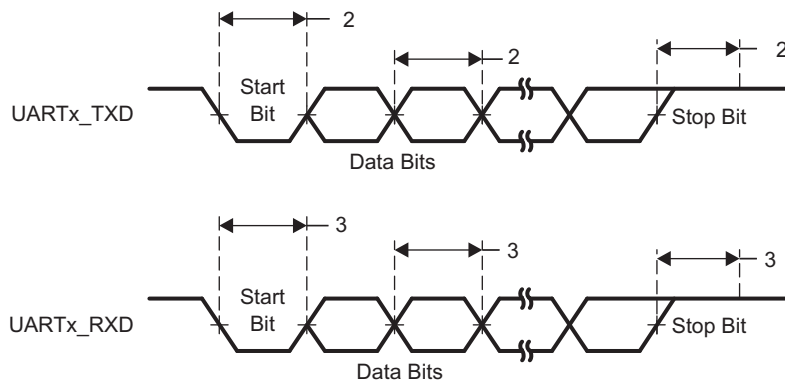 2
2
2
Start
Bit
UARTx_TXD
Stop Bit
Data Bits
3
3
3
Start
Bit
UARTx_RXD
Stop Bit
Data Bits